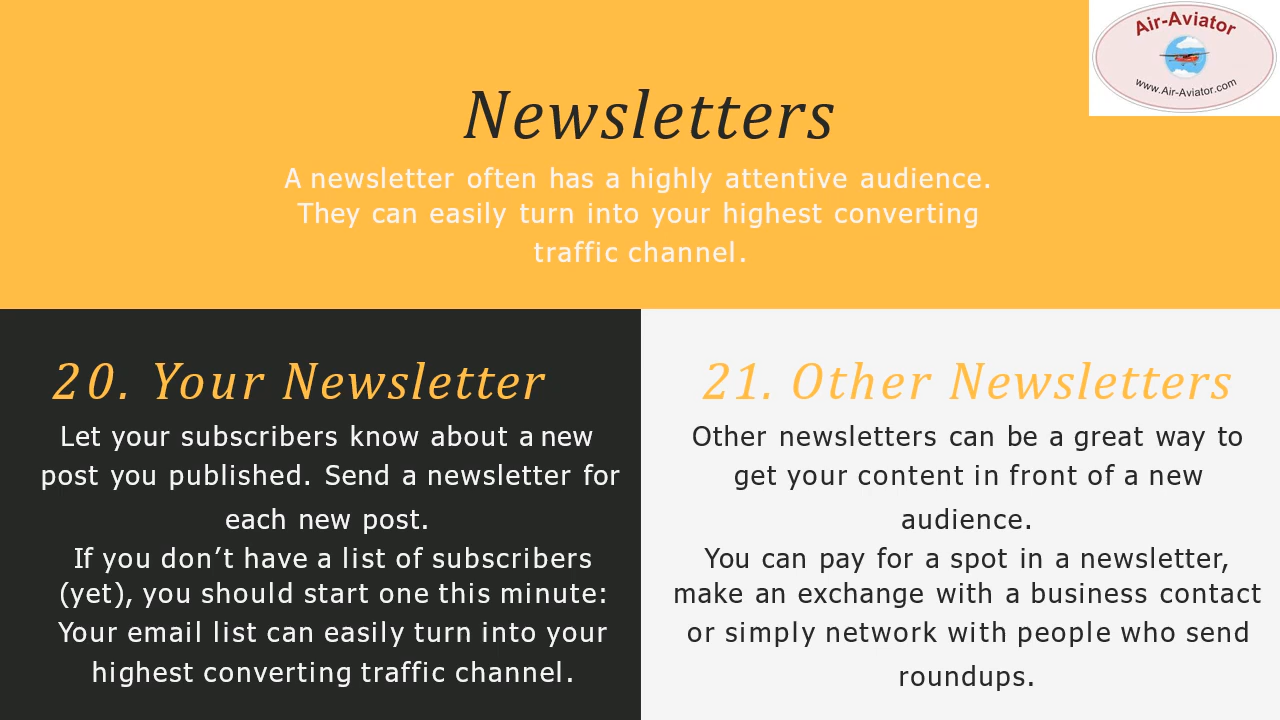 Air-Aviator
www.Air-Aviator.com
Newsletters
A newsletter often has a highly attentive audience.
They can easily turn into your highest converting
traffic channel.
20. Your Newsletter
Let your subscribers know about a new
post you published. Send a newsletter for
each new post.
If you don’t have a list of subscribers
(yet), you should start one this minute:
Your email list can easily turn into your
highest converting traffic channel.
21. Other Newsletters
Other newsletters can be a great way to
get your content in front of a new
audience.
You can pay for a spot in a newsletter,
make an exchange with a business contact
or simply network with people who send
roundups.